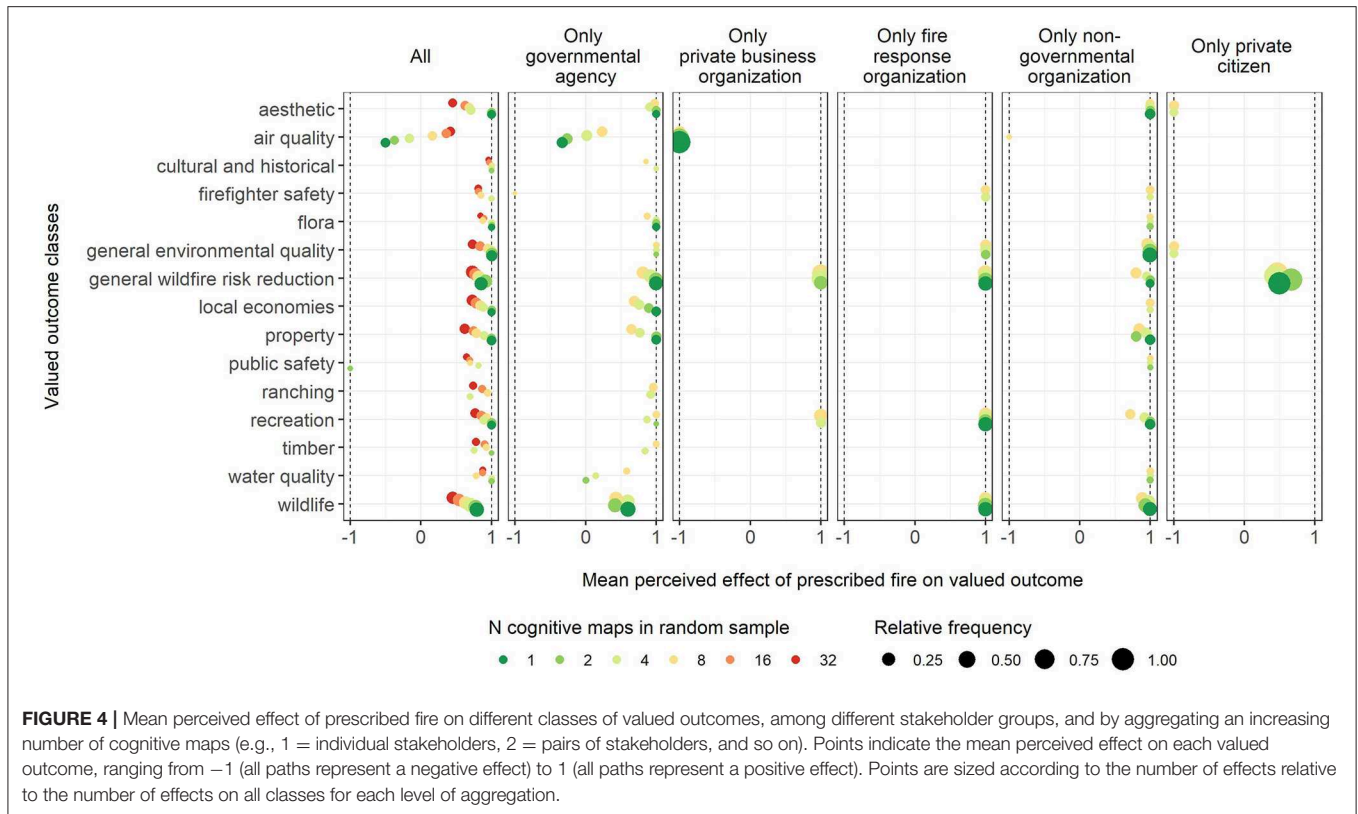 All
Only
governmental
agency
Only
private business
organization
Only fire
response
organization
Only non-
governmental
organization
Only private
citizen
Valued outcome classes
aesthetic
air quality
cultural and historical
firefighter safety
flora
general environmental quality
general wildfire risk reduction
local economies
property
public safety
ranching
recreation
timber
water quality
wildlife
-1 0 1 -1 0 1 -1 0 1 -1 0 1 -1 0 1 -1 0 1
Mean perceived effect of prescribed fire on valued outcome
N cognitive maps in random sample
1 2 4 8 16 32
Relative frequency
0.25 0.50 0.75 1.00
FIGURE 4 | Mean perceived effect of prescribed fire on different classes of valued outcomes, among different stakeholder groups, and by aggregating an increasing
number of cognitive maps (e.g., 1 = individual stakeholders, 2 = pairs of stakeholders, and so on). Points indicate the mean perceived effect on each valued
outcome, ranging from −1 (all paths represent a negative effect) to 1 (all paths represent a positive effect). Points are sized according to the number of effects relative
to the number of effects on all classes for each level of aggregation.